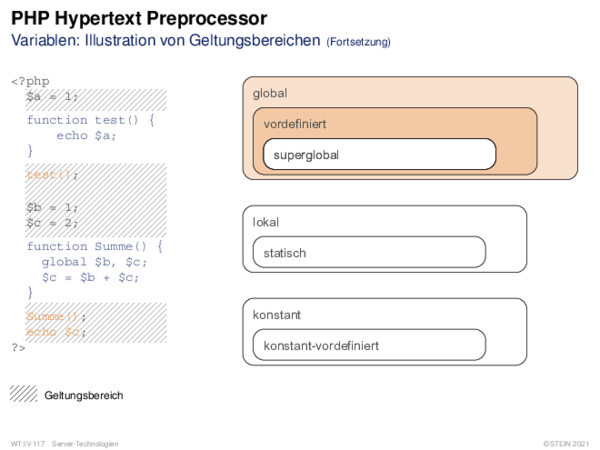 PHP Hypertext Preprocessor
Variablen: Illustration von Geltungsbereichen (Fortsetzung)
<?php
$a = 1;
function test() {
echo $a;
}
test();
$b = 1;
$c = 2;
function Summe() {
global $b, $c;
$c = $b + $c;
}
Summe();
echo $c;
?>
Geltungsbereich
global
vordefiniert
superglobal
lokal
statisch
konstant
konstant-vordefiniert
WT:IV-117 Server-Technologien
©STEIN 2021